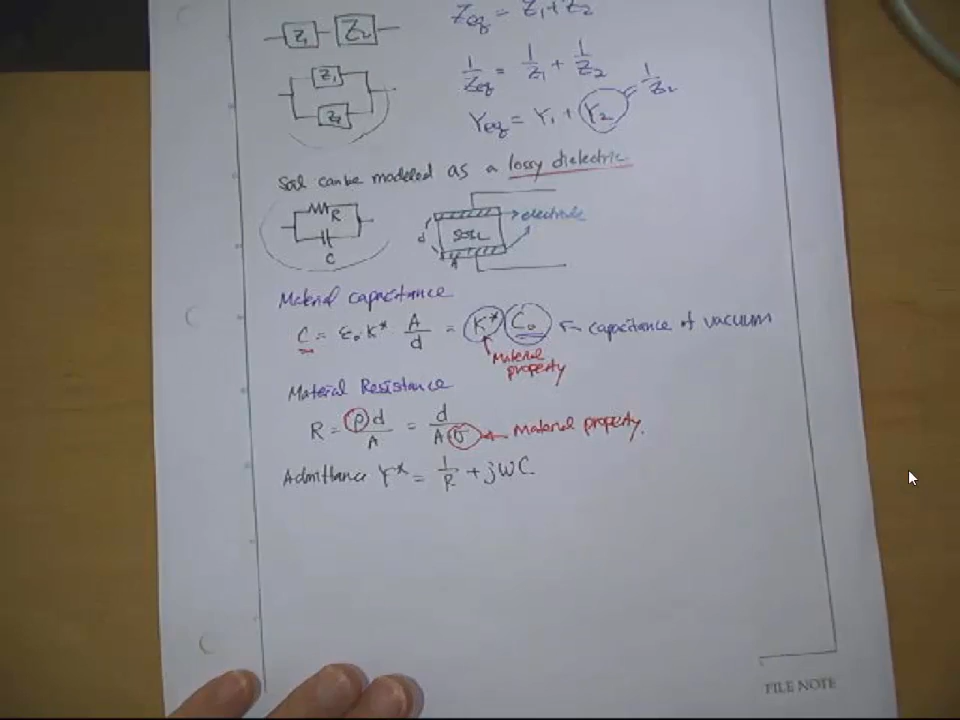 Zeq = Z1 + Z2
Z1 Z2
Z1
Z2
1/Zeq = 1/Z1 + 1/Z2
Yeq = Y1 + Y2 = 1/Z2
Soil can be modeled as a lossy dielectric
R
C
d
SOIL
A
electrode
Material capacitance
C = ε0 K* A/d = K* C0 ← capacitance of vacuum
Material property
Material Resistance
R = ρd/A = d/Aσ ← Material property.
Admittance Y* = 1/R + jωC
FILE NOTE